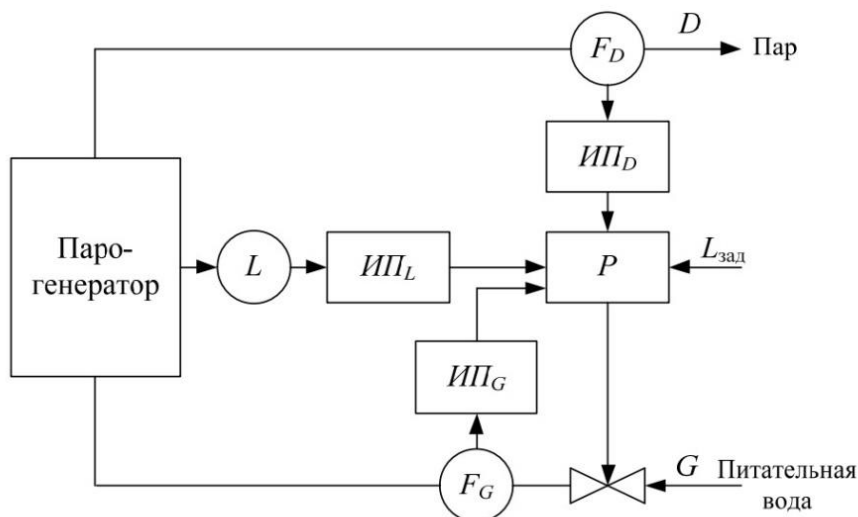 F_D
D
Пар
ИП_D
Паро-
генератор
L
ИП_L
P
L_зад
ИП_G
F_G
G
Питательная
вода